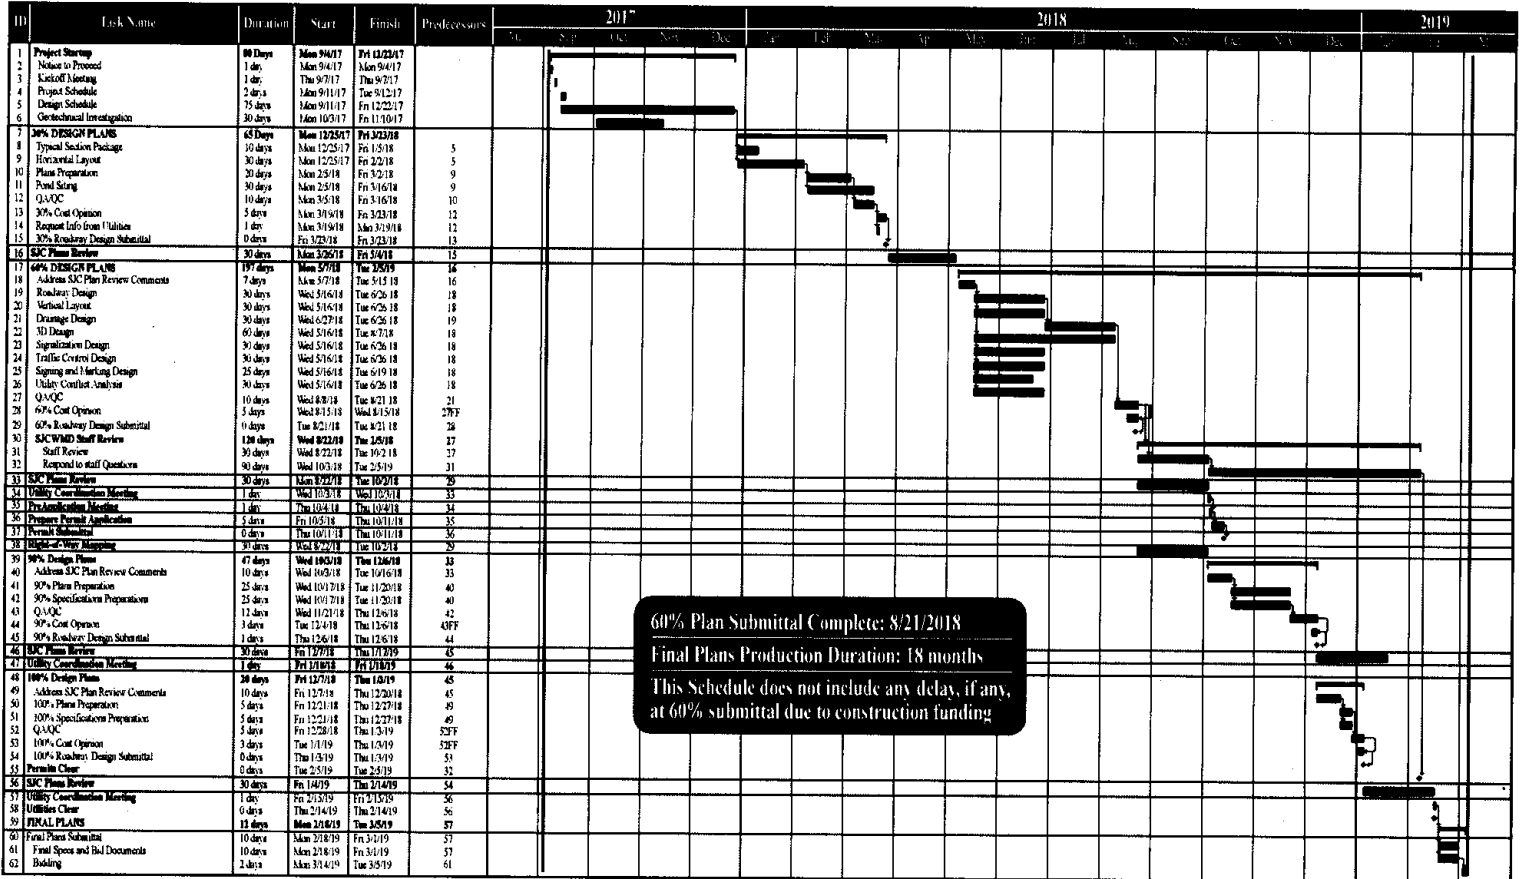 ID Task Name Duration Start Finish Predecessors 2017 2018 2019
Sep Oct Nov Dec Feb Apr
1 Project Startup 80 Days Mon 9/4/17 Fri 12/22/17
2 Notice to Proceed 1 day Mon 9/4/17 Mon 9/4/17
3 Kickoff Meeting 1 day Thu 9/7/17 Thu 9/7/17
4 Project Schedule 2 days Mon 9/11/17 Tue 9/12/17
5 Design Schedule 75 days Mon 9/11/17 Fri 12/22/17
6 Geotechnical Investigation 30 days Mon 10/3/17 Fri 11/10/17
7 30% DESIGN PLANS 65 Days Mon 12/25/17 Fri 3/23/18
8 Typical Section Package 10 days Mon 12/25/17 Fri 1/5/18 5
9 Horizontal Layout 30 days Mon 12/25/17 Fri 2/2/18 5
10 Plans Preparation 20 days Mon 2/5/18 Fri 3/2/18 9
11 Pond Siting 30 days Mon 2/5/18 Fri 3/16/18 9
12 QA/QC 10 days Mon 3/5/18 Fri 3/16/18 10
13 30% Cost Opinion 5 days Mon 3/19/18 Fri 3/23/18 12
14 Request Info from Utilities 1 day Mon 3/19/18 Mon 3/19/18 12
15 30% Roadway Design Submittal 0 days Fri 3/23/18 Fri 3/23/18 13
16 SJC Plans Review 30 days Mon 3/26/18 Fri 5/4/18 15
17 60% DESIGN PLANS 197 days Mon 5/7/18 Tue 2/5/19 16
18 Address SJC Plan Review Comments 7 days Mon 5/7/18 Tue 5/15 18 16
19 Roadway Design 30 days Wed 5/16/18 Tue 6/26 18 18
20 Vertical Layout 30 days Wed 5/16/18 Tue 6/26 18 18
21 Drainage Design 30 days Wed 6/27/18 Tue 6/26 18 19
22 3D Design 60 days Wed 5/16/18 Tue 8/7/18 18
23 Signalization Design 30 days Wed 5/16/18 Tue 6/26 18 18
24 Traffic Control Design 30 days Wed 5/16/18 Tue 6/26 18 18
25 Signing and Marking Design 25 days Wed 5/16/18 Tue 6/19 18 18
26 Utility Conflict Analysis 30 days Wed 5/16/18 Tue 6/26 18 18
27 QA/QC 10 days Wed 8/8/18 Tue 8/21 18 21
28 60% Cost Opinion 5 days Wed 8/15/18 Wed 8/15/18 27FF
29 60% Roadway Design Submittal 0 days Tue 8/21/18 Tue 8/21 18 28
30 SJCWMD Staff Review 120 days Wed 8/22/18 Tue 2/5/18 27
31 Staff Review 30 days Wed 8/22/18 Tue 10/2 18 27
32 Respond to staff Questions 90 days Wed 10/3/18 Tue 2/5/19 31
33 SJC Plans Review 30 days Mon 8/22/18 Tue 10/2/18 29
34 Utility Coordination Meeting 1 day Wed 10/3/18 Wed 10/3/18 33
35 PreApplication Meeting 1 day Thu 10/4/18 Thu 10/4/18 34
36 Prepare Permit Application 5 days Fri 10/5/18 Thu 10/11/18 35
37 Permit Submittal 0 days Thu 10/11/18 Thu 10/11/18 36
38 Right-of-Way Mapping 30 days Wed 8/22/18 Tue 10/2/18 29
39 90% Design Plans 47 days Wed 10/3/18 Thu 12/6/18 33
40 Address SJC Plan Review Comments 10 days Wed 10/3/18 Tue 10/16/18 33
41 90% Plans Preparation 25 days Wed 10/17/18 Tue 11/20/18 40
42 90% Specifications Preparations 25 days Wed 10/17/18 Tue 11/20/18 40
43 QA/QC 12 days Wed 11/21/18 Thu 12/6/18 42
44 90% Cost Opinion 3 days Tue 12/4/18 Thu 12/6/18 43FF
45 90% Roadway Design Submittal 1 days Thu 12/6/18 Thu 12/6/18 44
46 SJC Plans Review 30 days Fri 12/7/18 Thu 1/17/19 45
47 Utility Coordination Meeting 1 day Fri 1/18/18 Fri 1/18/19 46
48 100% Design Plans 20 days Fri 12/7/18 Thu 1/3/19 45
49 Address SJC Plan Review Comments 10 days Fri 12/7/18 Thu 12/20/18 45
50 100% Plans Preparation 5 days Fri 12/21/18 Thu 12/27/18 49
51 100% Specifications Preparation 5 days Fri 12/21/18 Thu 12/27/18 49
52 QA/QC 5 days Fri 12/28/18 Thu 1/3/19 52FF
53 100% Cost Opinion 3 days Tue 1/1/19 Thu 1/3/19 52FF
54 100% Roadway Design Submittal 0 days Thu 1/3/19 Thu 1/3/19 53
55 Permits Clear 0 days Tue 2/5/19 Tue 2/5/19 32
56 SJC Plans Review 30 days Fri 1/4/19 Thu 2/14/19 54
57 Utility Coordination Meeting 1 day Fri 2/15/19 Fri 2/15/19 56
58 Utilities Clear 0 days Thu 2/14/19 Thu 2/14/19 56
59 FINAL PLANS 12 days Mon 2/18/19 Tue 3/5/19 57
60 Final Plans Submittal 10 days Mon 2/18/19 Fri 3/1/19 57
61 Final Specs and Bid Documents 10 days Mon 2/18/19 Fri 3/1/19 57
62 Bidding 2 days Mon 3/14/19 Tue 3/5/19 61
60% Plan Submittal Complete: 8/21/2018
Final Plans Production Duration: 18 months
This Schedule does not include any delay, if any,
at 60% submittal due to construction funding